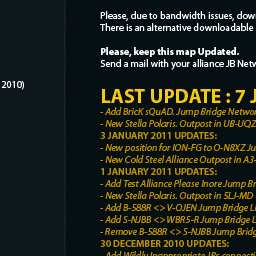 Please, due to bandwidth issues, dow
There is an alternative downloadable
Please, keep this map Updated.
Send a mail with your alliance JB Netw
2010)
LAST UPDATE : 7 J
- Add BricK sQuAD. Jump Bridge Networ
- New Stella Polaris. Outpost in UB-UQZ
3 JANUARY 2011 UPDATES:
- New position for ION-FG to O-N8XZ Ju
- New Cold Steel Alliance Outpost in A3-
1 JANUARY 2011 UPDATES:
- Add Test Alliance Please Inore Jump Br
- New Stella Polaris. Outpost in 5LJ-MD
- Add B-588R <> V-OJEN Jump Bridge L
- Add S-NJBB <> WBR5-R Jump Bridge L
- Remove B-588R <> S-NJBB Jump Bridg
30 DECEMBER 2010 UPDATES:
- Add Wildly Inappropriate JBs connecti